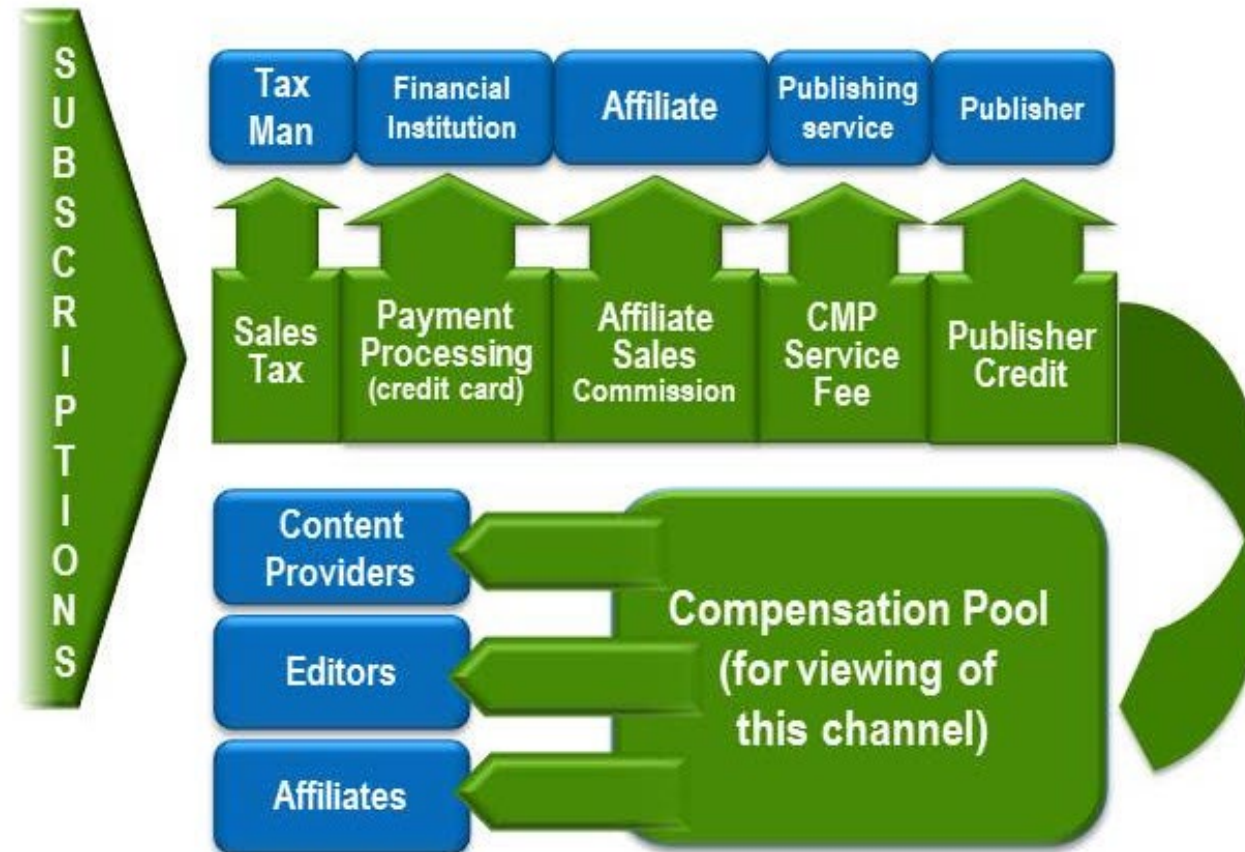 SUBSCRIPTIONS
Tax
Man
Financial
Institution
Affiliate
Publishing
service
Publisher
Sales
Tax
Payment
Processing
(credit card)
Affiliate
Sales
Commission
CMP
Service
Fee
Publisher
Credit
Content
Providers
Editors
Affiliates
Compensation Pool
(for viewing of
this channel)